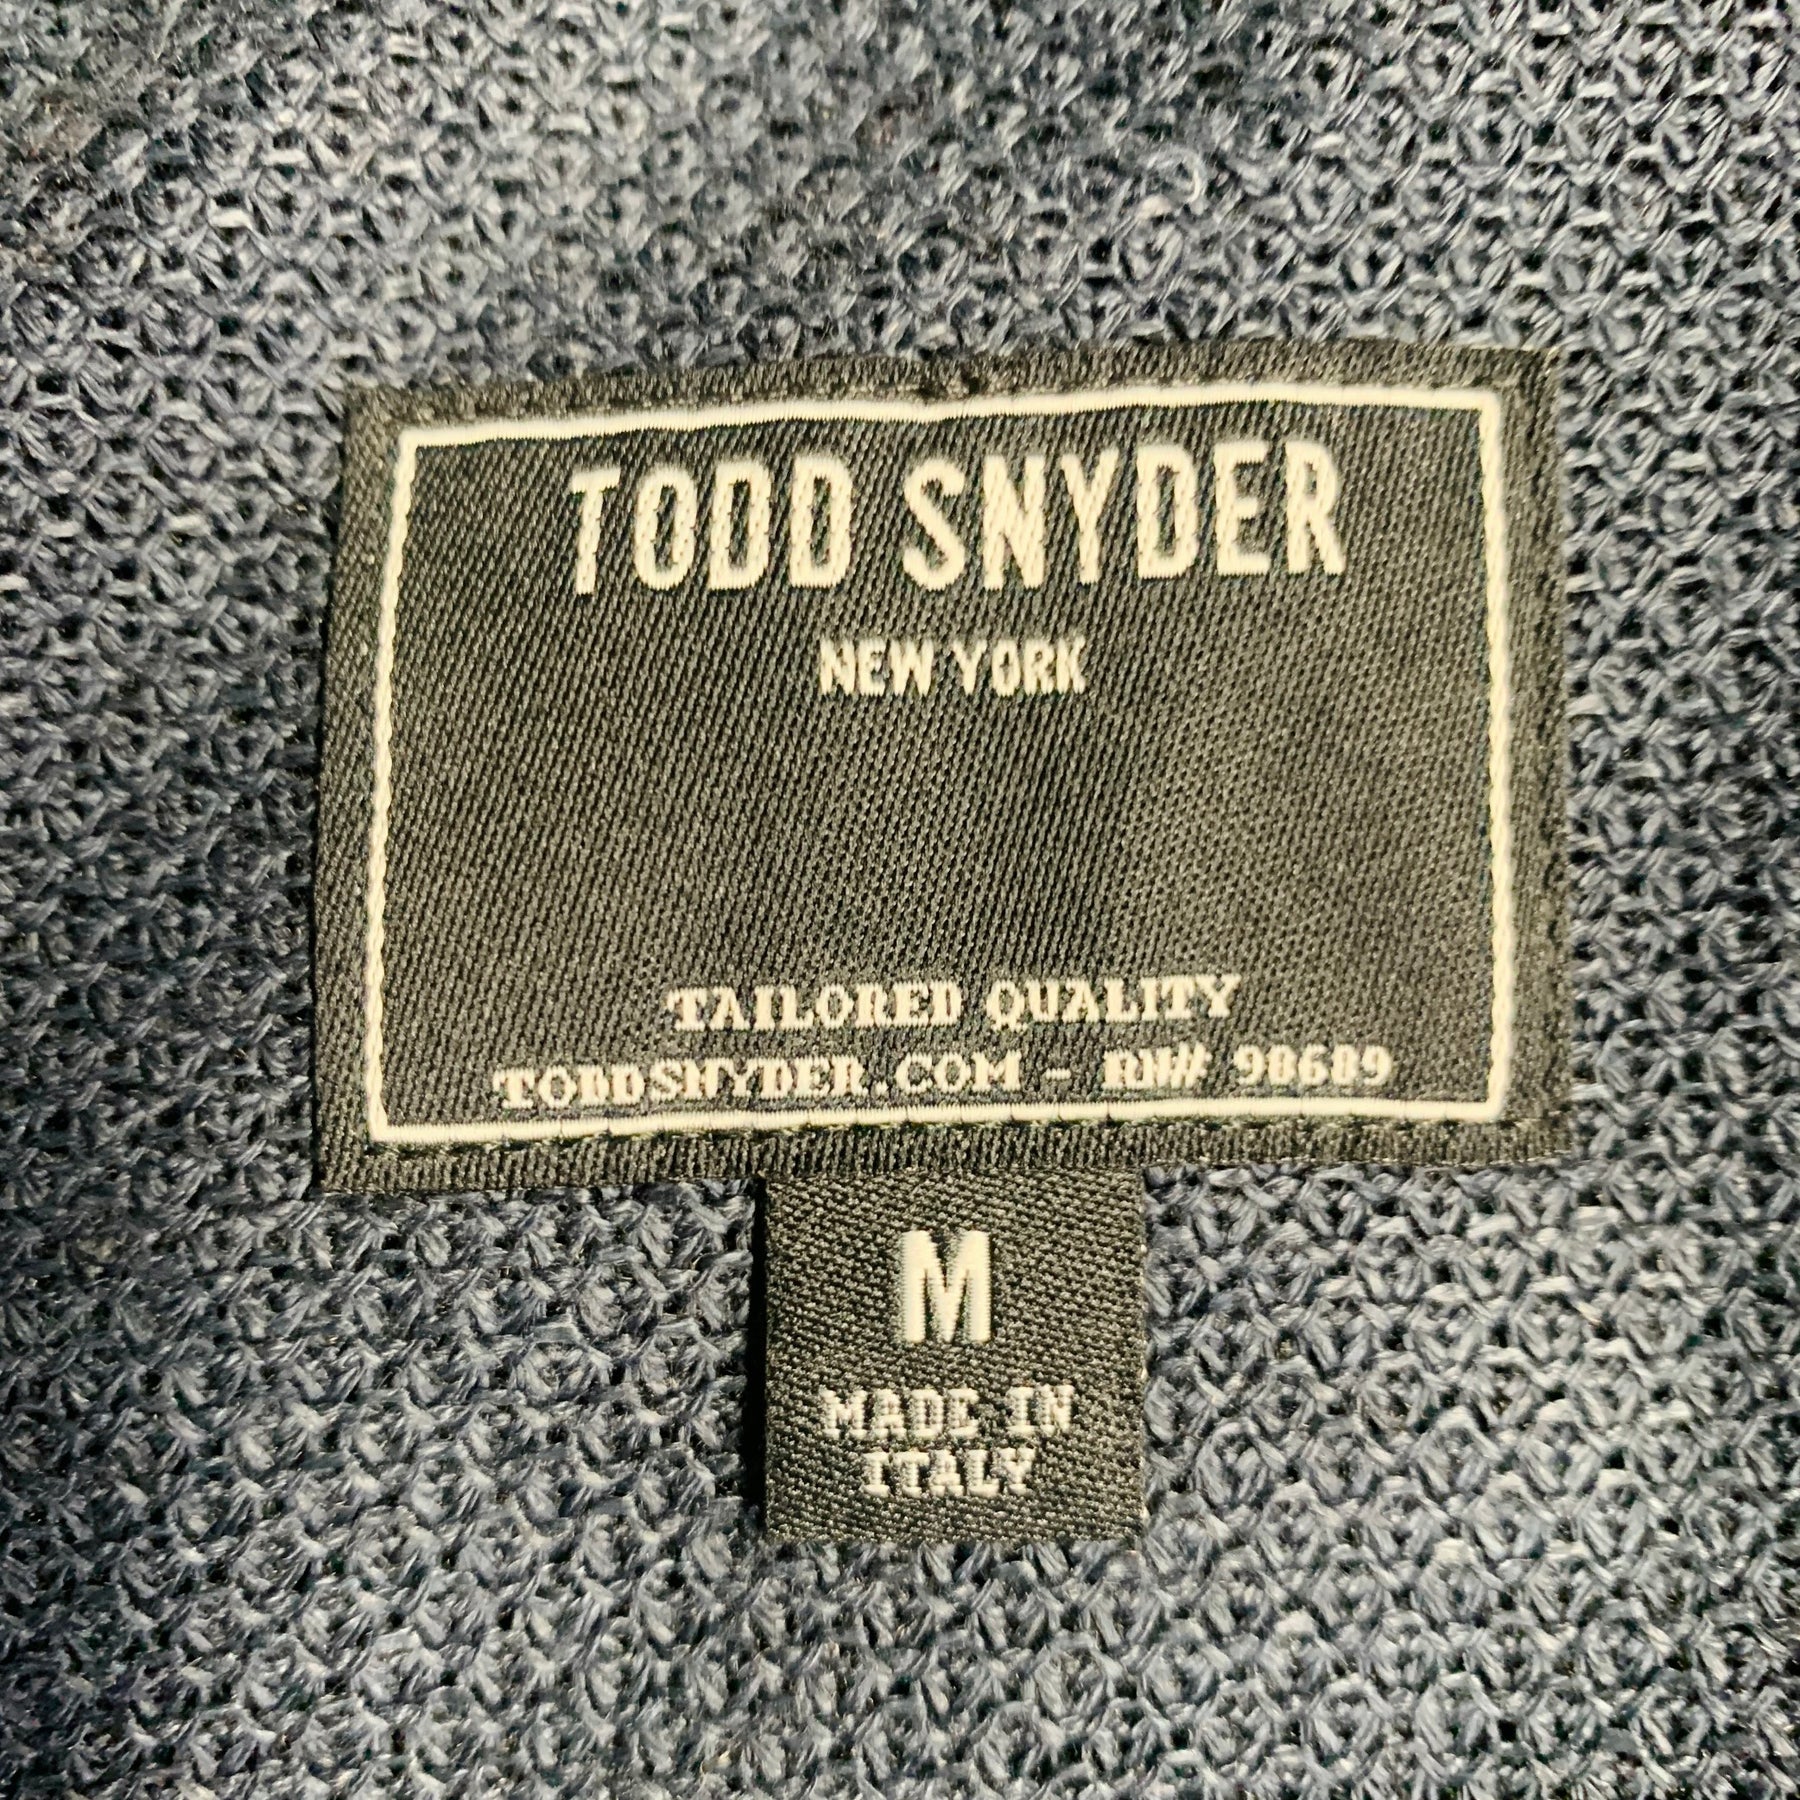 TODD SNYDER
NEW YORK
TAILORED QUALITY
TODDSNYDER.COM - RN# 98689
M
MADE IN
ITALY